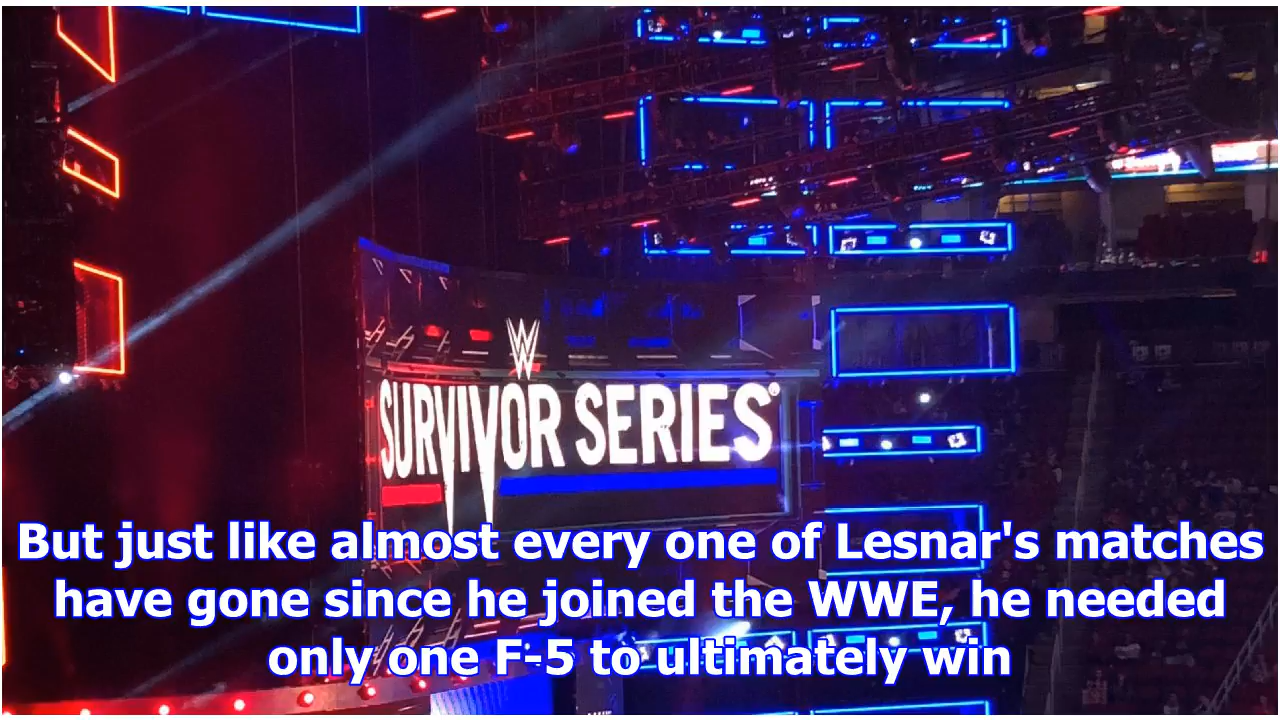 W
SURVIVOR SERIES®
But just like almost every one of Lesnar's matches
have gone since he joined the WWE, he needed
only one F-5 to ultimately win